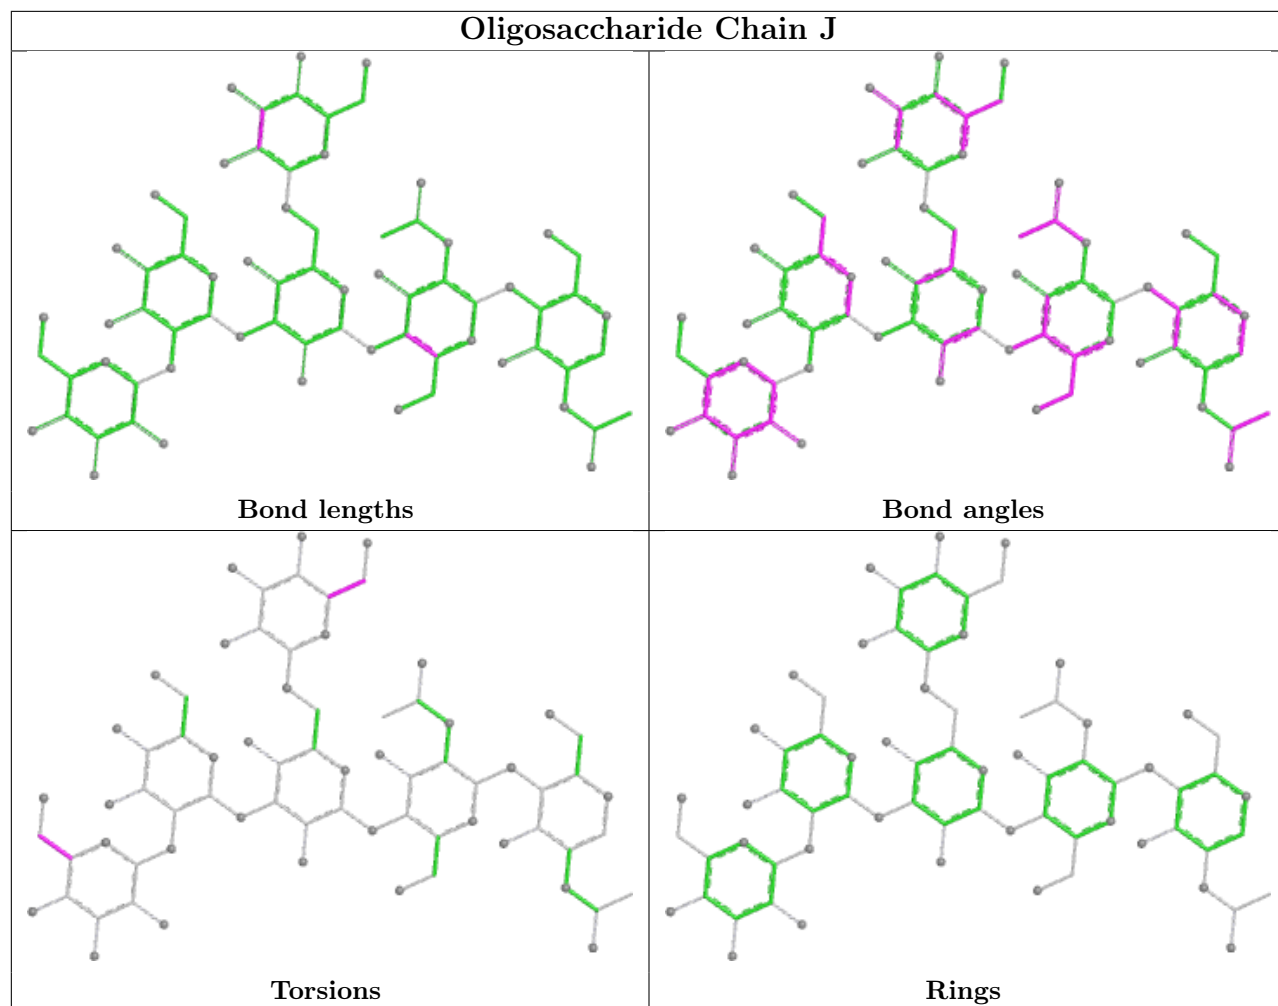 Oligosaccharide Chain J
Bond lengths
Bond angles
Torsions
Rings